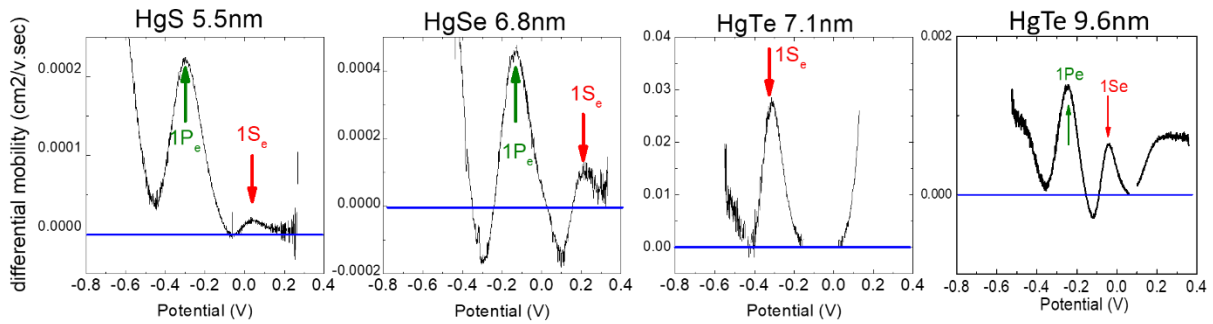 HgS 5.5nm
HgSe 6.8nm
HgTe 7.1nm
HgTe 9.6nm
differential mobility (cm2/v.sec)
0.0002
0.0001
0.0000
1Pe
1Se
-0.8 -0.6 -0.4 -0.2 0.0 0.2 0.4
Potential (V)
0.0004
0.0002
0.0000
-0.0002
1Pe
1Se
-0.8 -0.6 -0.4 -0.2 0.0 0.2 0.4
Potential (V)
0.04
0.03
0.02
0.01
0.00
1Se
-0.8 -0.6 -0.4 -0.2 0.0 0.2 0.4
Potential (V)
0.002
0.000
1Pe
1Se
-0.8 -0.6 -0.4 -0.2 0.0 0.2 0.4
Potential (V)